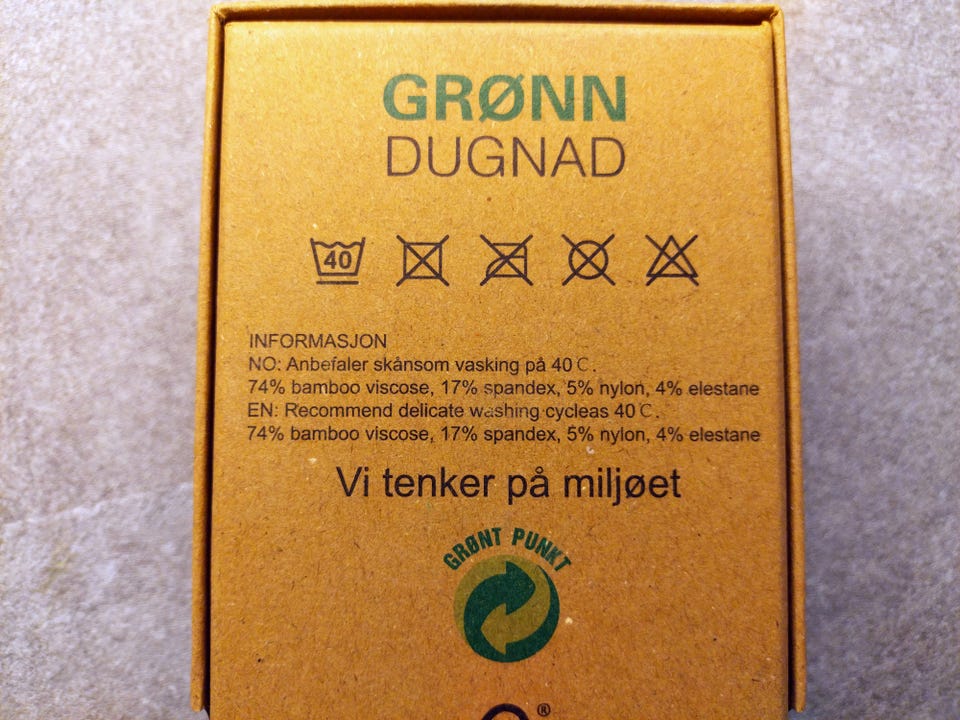 GRØNN
DUGNAD
40
INFORMASJON
NO: Anbefaler skånsom vasking på 40℃.
74% bamboo viscose, 17% spandex, 5% nylon, 4% elestane
EN: Recommend delicate washing cycleas 40℃.
74% bamboo viscose, 17% spandex, 5% nylon, 4% elestane
Vi tenker på miljøet
GRØNT PUNKT
®